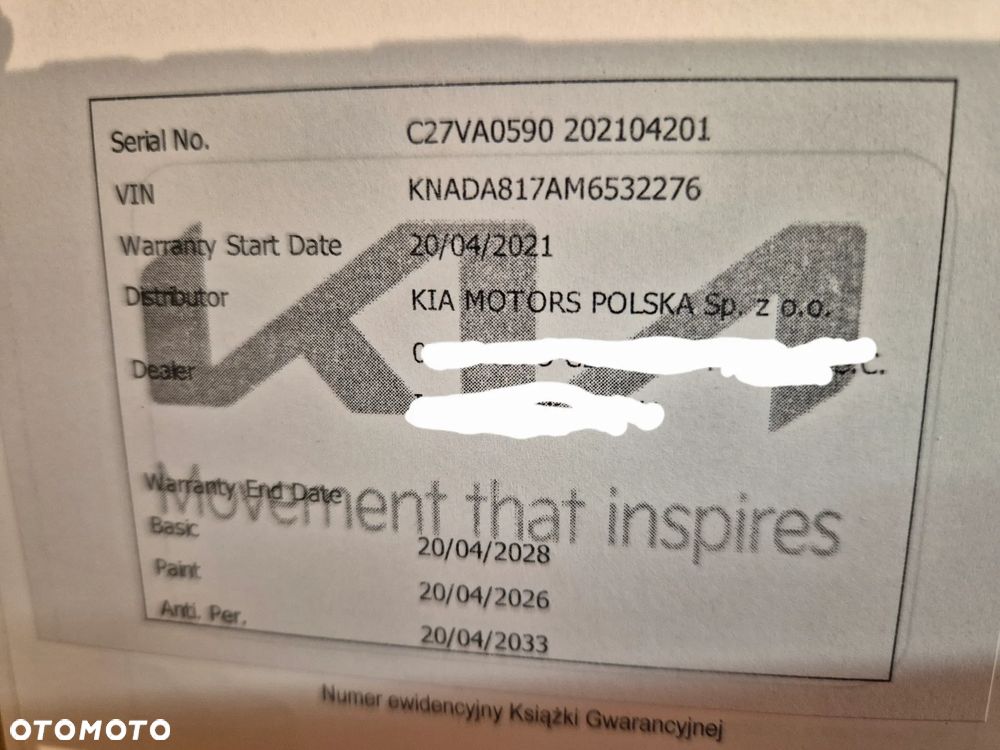 Serial No. C27VA0590 202104201
VIN KNADA817AM6532276
Warranty Start Date 20/04/2021
Distributor KIA MOTORS POLSKA Sp. z o.o.
Dealer
KIA
Movement that inspires
Warranty End Date
Basic 20/04/2028
Paint 20/04/2026
Anti. Per. 20/04/2033
Numer ewidencyjny Książki Gwarancyjnej
OTOMOTO